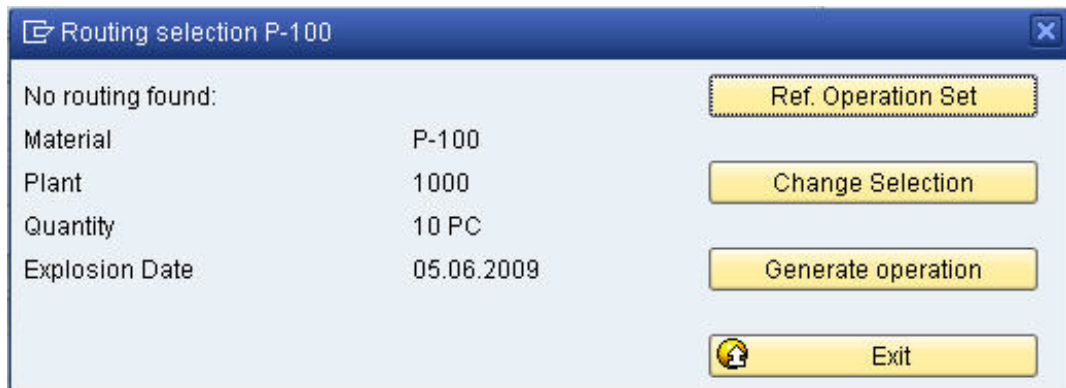 Routing selection P-100
No routing found:
Ref. Operation Set
Material P-100
Plant 1000
Change Selection
Quantity 10 PC
Explosion Date 05.06.2009
Generate operation
Exit